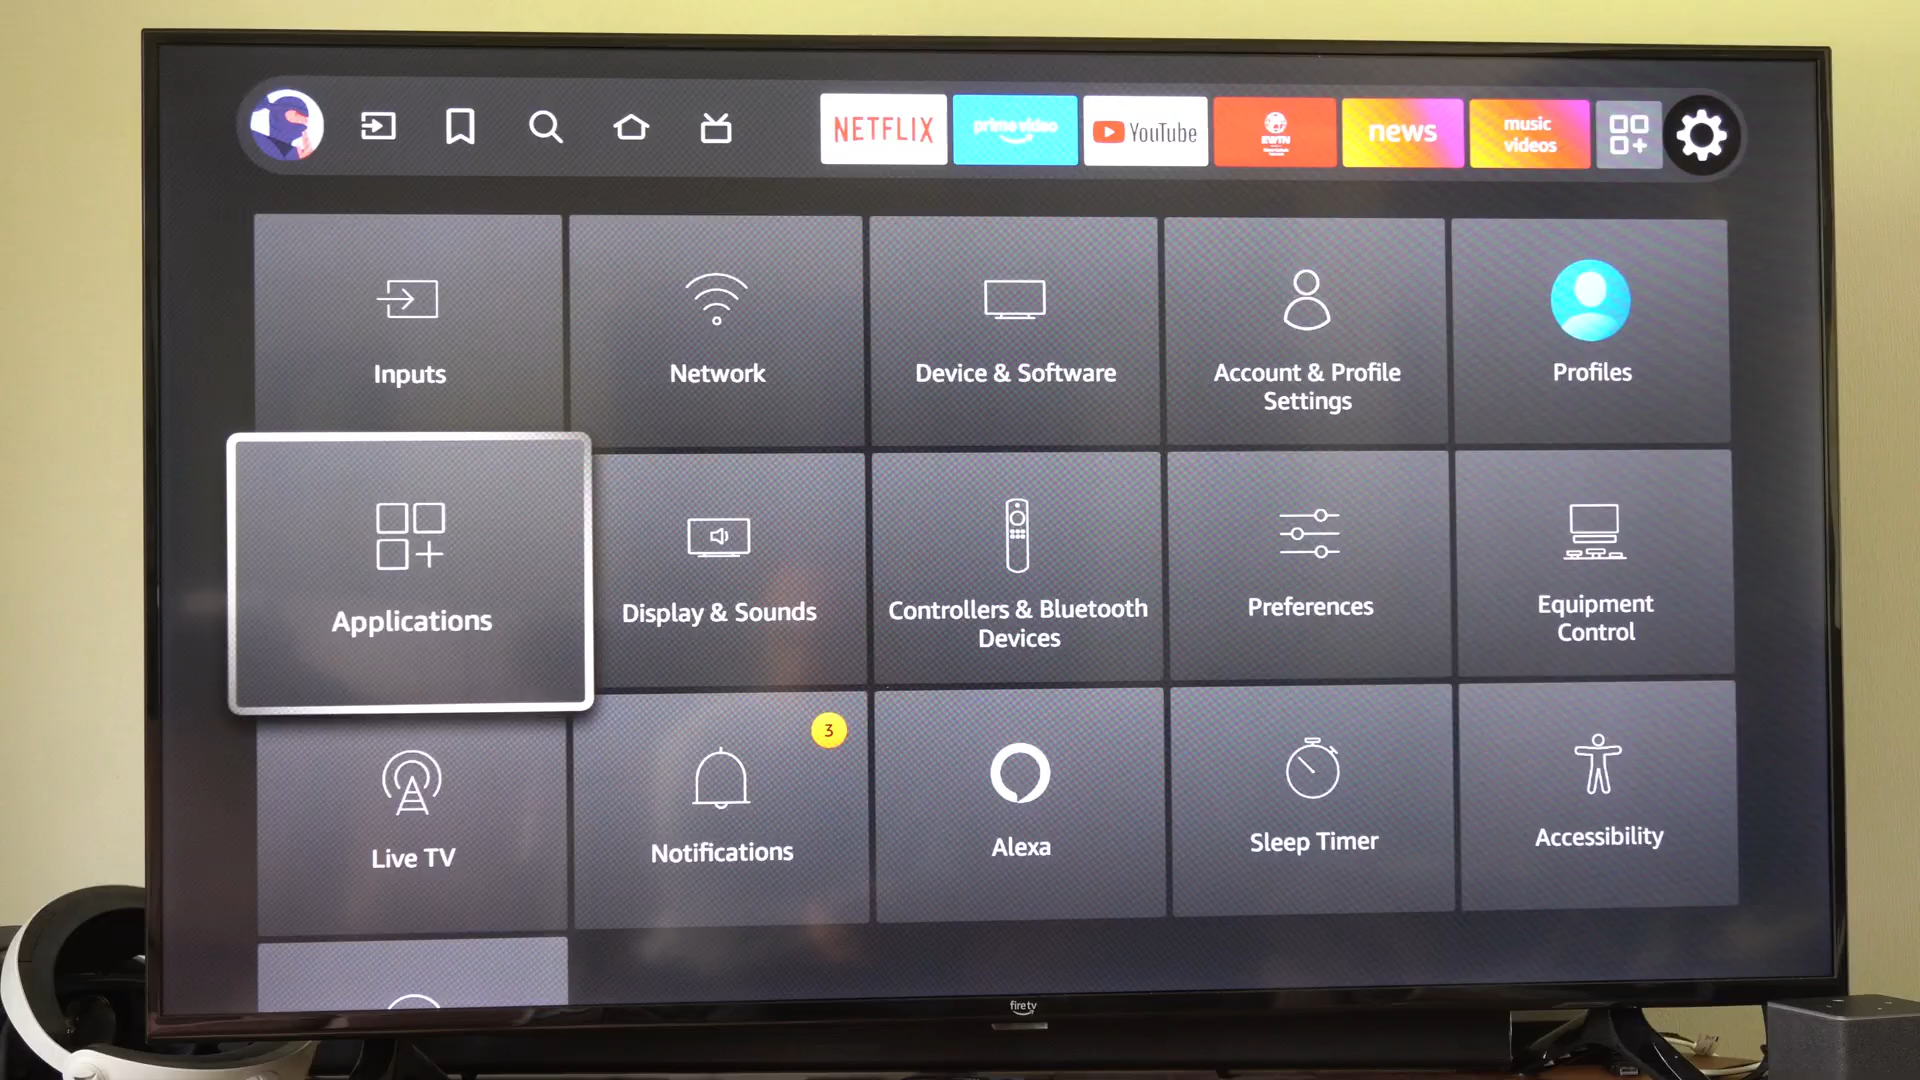 NETFLIX
prime video
YouTube
EWTN
news
music
videos
Inputs
Network
Device & Software
Account & Profile
Settings
Profiles
Applications
Display & Sounds
Controllers & Bluetooth
Devices
Preferences
Equipment
Control
Live TV
3
Notifications
Alexa
Sleep Timer
Accessibility
firetv